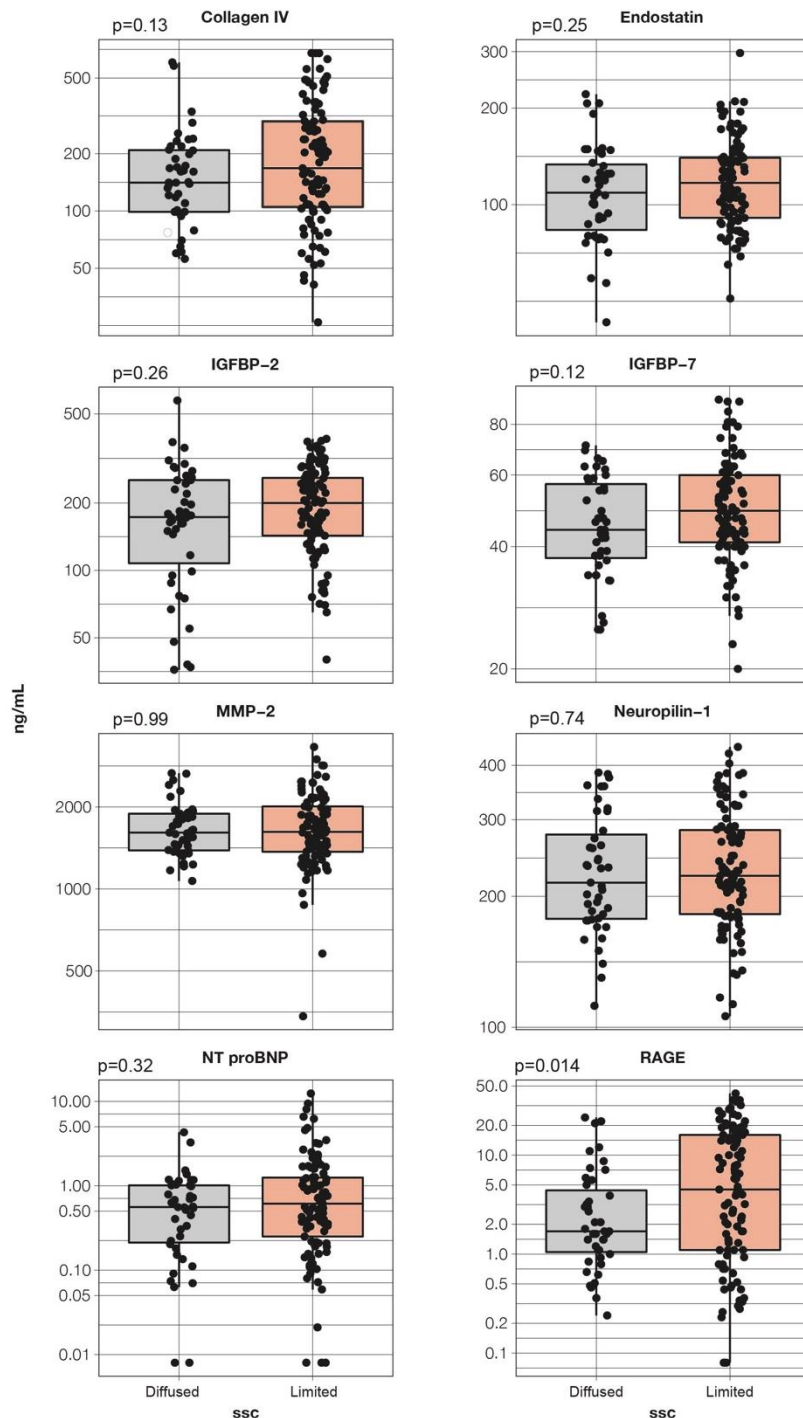 Collagen IV
p=0.13
500
200
100
50
Endostatin
p=0.25
300
200
100
IGFBP−2
p=0.26
500
200
100
50
IGFBP−7
p=0.12
80
60
40
20
ng/mL
MMP−2
p=0.99
2000
1000
500
Neuropilin−1
p=0.74
400
300
200
100
NT proBNP
p=0.32
10.00
5.00
1.00
0.50
0.10
0.05
0.01
Diffused Limited
ssc
RAGE
p=0.014
50.0
20.0
10.0
5.0
2.0
1.0
0.5
0.2
0.1
Diffused Limited
ssc